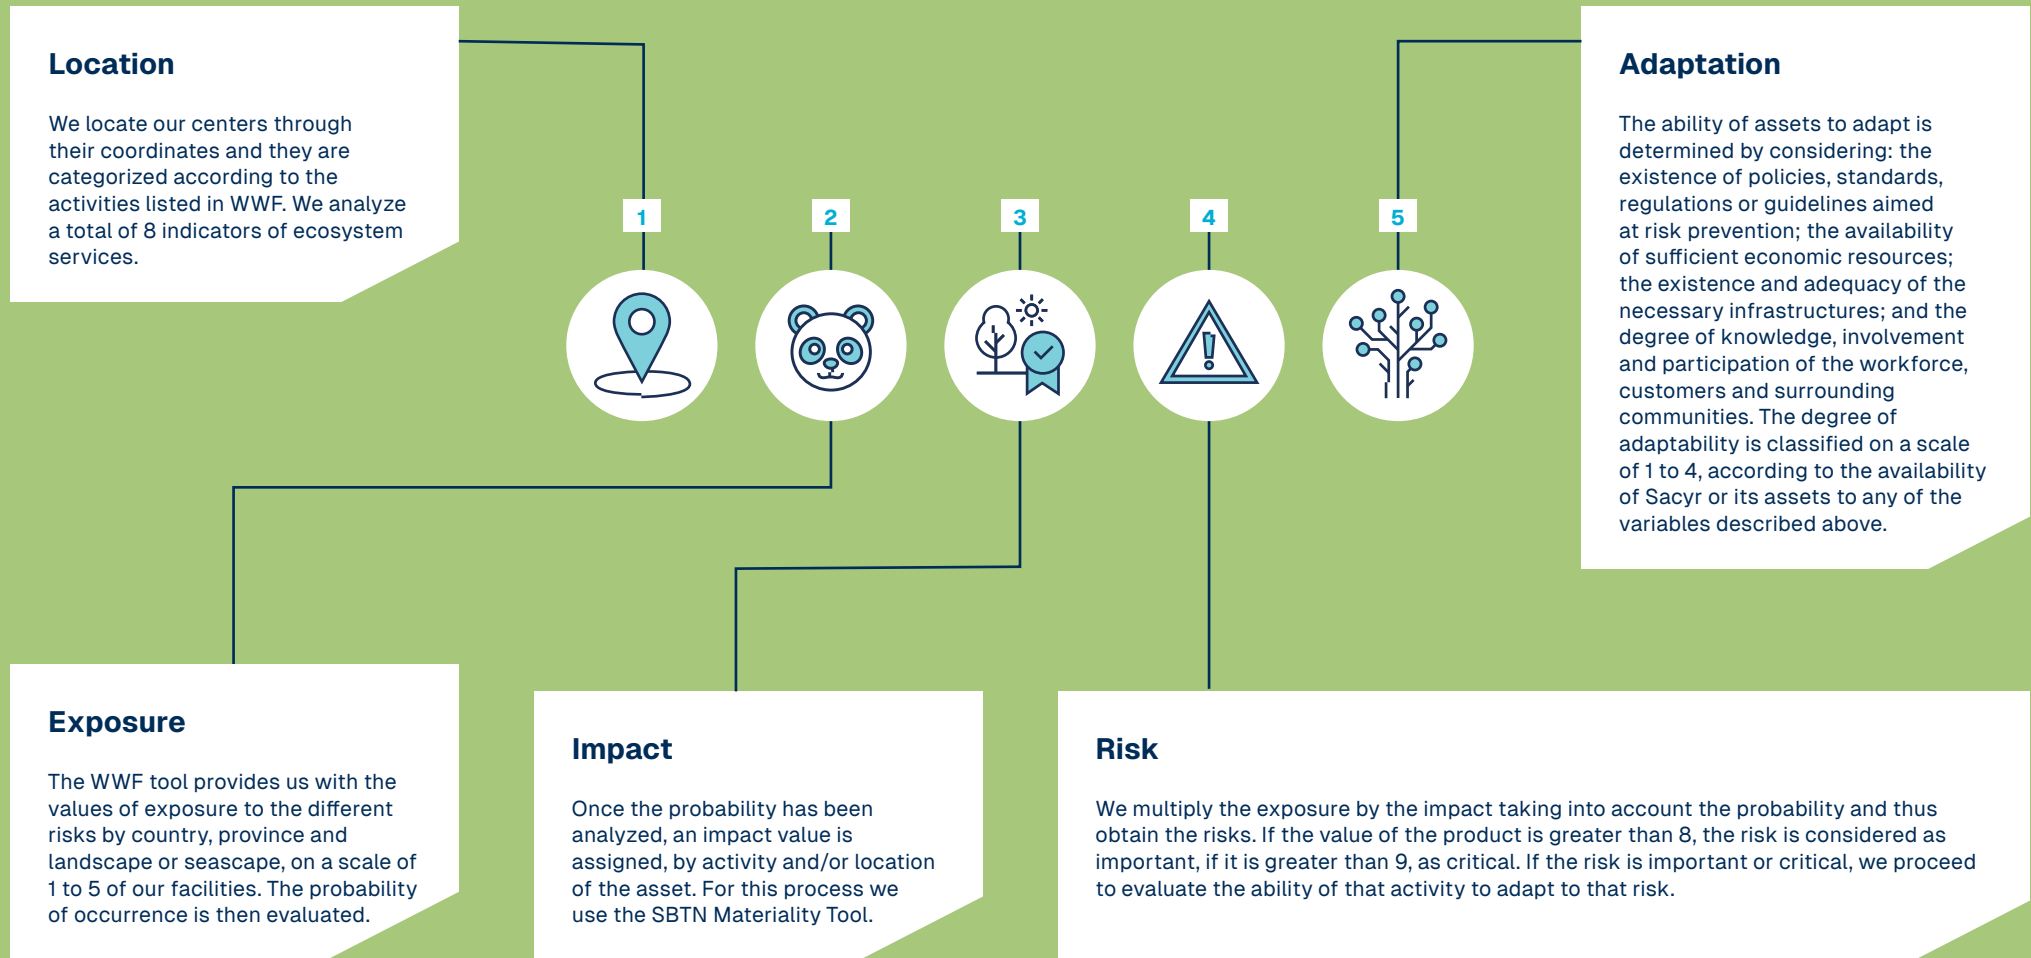 Location
We locate our centers through
their coordinates and they are
categorized according to the
activities listed in WWF. We analyze
a total of 8 indicators of ecosystem
services.
1
2
3
4
5
Adaptation
The ability of assets to adapt is
determined by considering: the
existence of policies, standards,
regulations or guidelines aimed
at risk prevention; the availability
of sufficient economic resources;
the existence and adequacy of the
necessary infrastructures; and the
degree of knowledge, involvement
and participation of the workforce,
customers and surrounding
communities. The degree of
adaptability is classified on a scale
of 1 to 4, according to the availability
of Sacyr or its assets to any of the
variables described above.
Exposure
The WWF tool provides us with the
values of exposure to the different
risks by country, province and
landscape or seascape, on a scale of
1 to 5 of our facilities. The probability
of occurrence is then evaluated.
Impact
Once the probability has been
analyzed, an impact value is
assigned, by activity and/or location
of the asset. For this process we
use the SBTN Materiality Tool.
Risk
We multiply the exposure by the impact taking into account the probability and thus
obtain the risks. If the value of the product is greater than 8, the risk is considered as
important, if it is greater than 9, as critical. If the risk is important or critical, we proceed
to evaluate the ability of that activity to adapt to that risk.